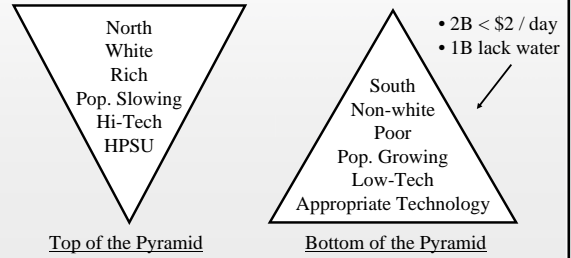 North
White
Rich
Pop. Slowing
Hi-Tech
HPSU
Top of the Pyramid
• 2B < $2 / day
• 1B lack water
South
Non-white
Poor
Pop. Growing
Low-Tech
Appropriate Technology
Bottom of the Pyramid